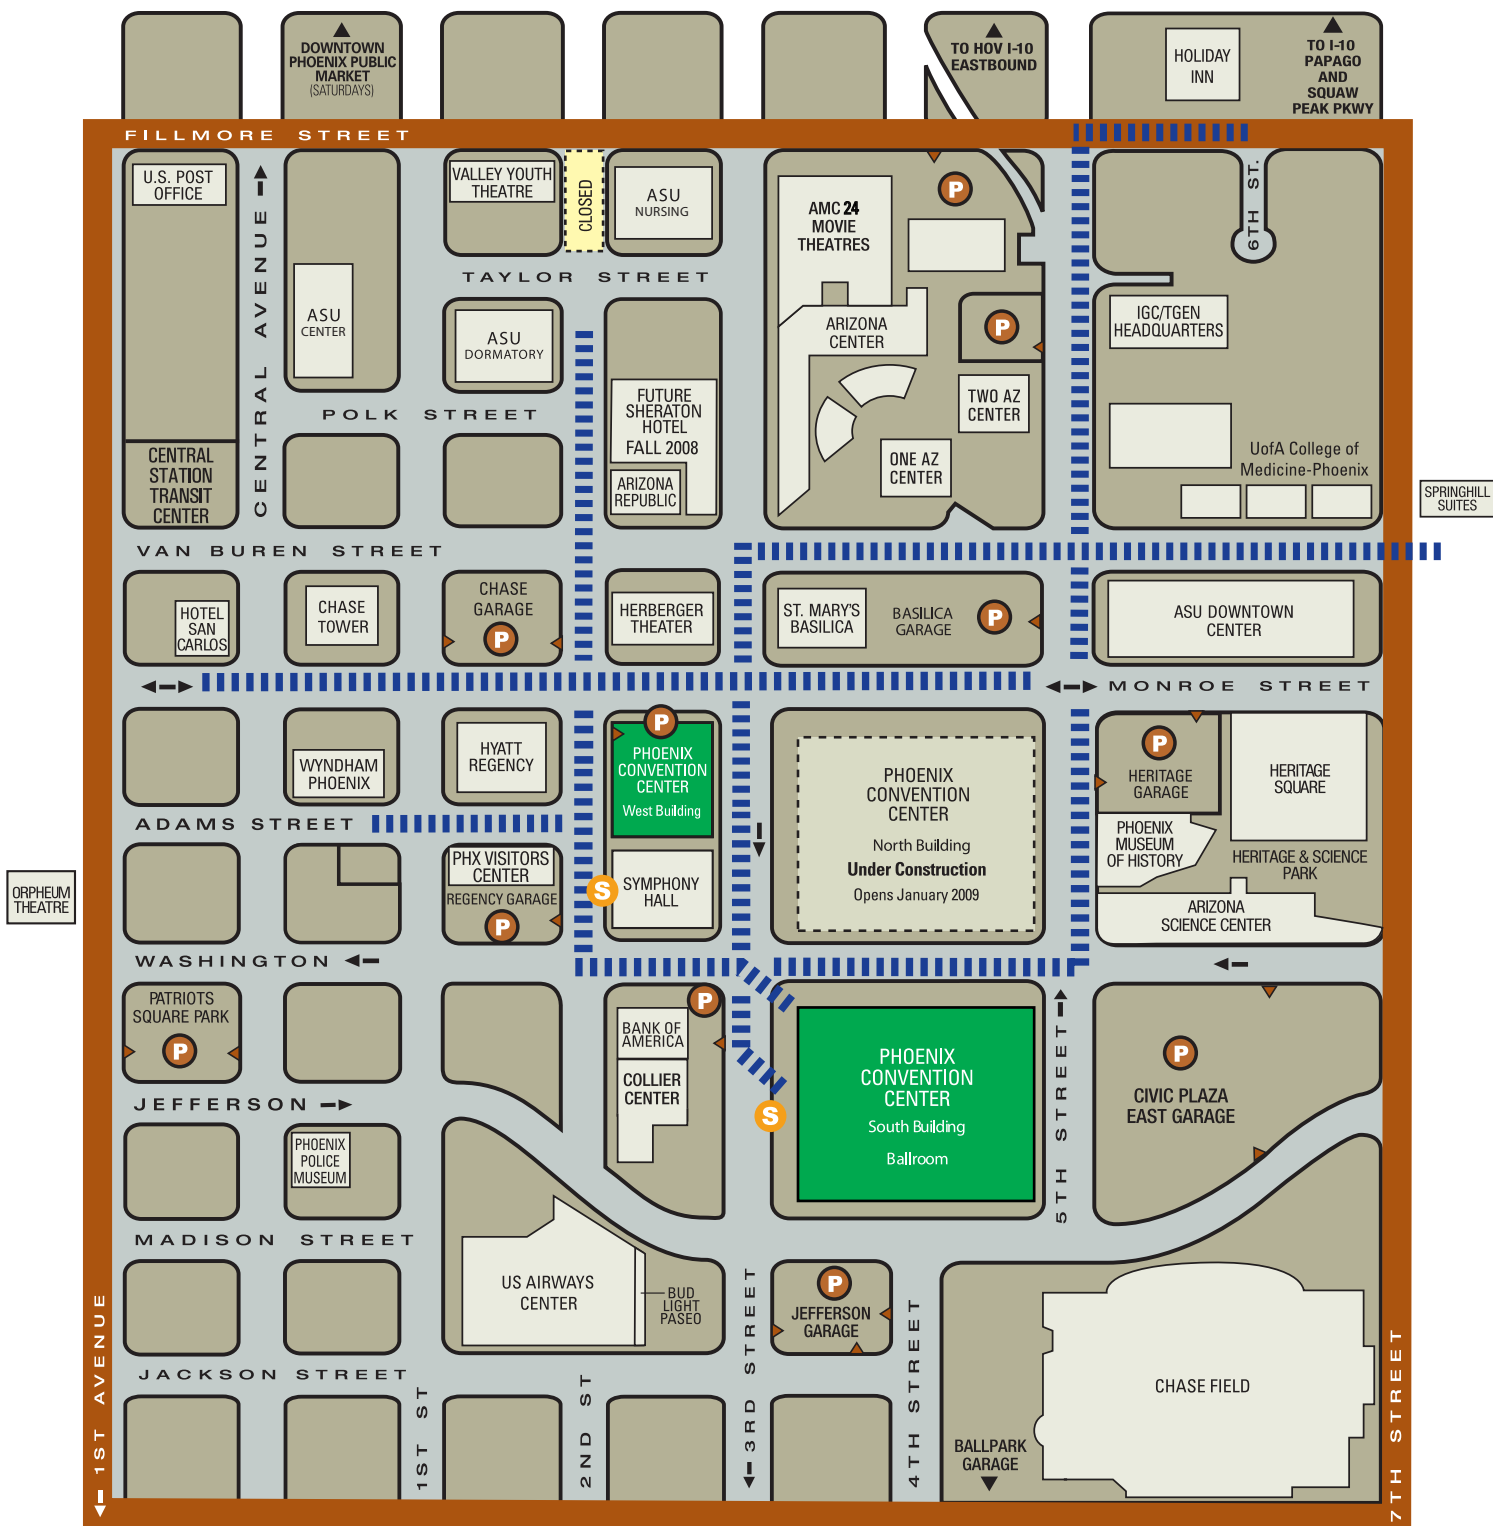 DOWNTOWN
PHOENIX PUBLIC
MARKET
(SATURDAYS)
TO HOV I-10
EASTBOUND
HOLIDAY
INN
TO I-10
PAPAGO
AND
SQUAW
PEAK PKWY
FILLMORE STREET
U.S. POST
OFFICE
CENTRAL AVENUE
VALLEY YOUTH
THEATRE
CLOSED
ASU
NURSING
AMC 24
MOVIE
THEATRES
P
6TH ST.
TAYLOR STREET
ASU
CENTER
ASU
DORMATORY
ARIZONA
CENTER
P
IGC/TGEN
HEADQUARTERS
POLK STREET
FUTURE
SHERATON
HOTEL
FALL 2008
TWO AZ
CENTER
CENTRAL
STATION
TRANSIT
CENTER
ARIZONA
REPUBLIC
ONE AZ
CENTER
UofA College of
Medicine-Phoenix
SPRINGHILL
SUITES
VAN BUREN STREET
HOTEL
SAN
CARLOS
CHASE
TOWER
CHASE
GARAGE
P
HERBERGER
THEATER
ST. MARY'S
BASILICA
BASILICA
GARAGE
P
ASU DOWNTOWN
CENTER
MONROE STREET
WYNDHAM
PHOENIX
HYATT
REGENCY
P
PHOENIX
CONVENTION
CENTER
West Building
PHOENIX
CONVENTION
CENTER
North Building
Under Construction
Opens January 2009
P
HERITAGE
GARAGE
HERITAGE
SQUARE
ADAMS STREET
PHOENIX
MUSEUM
OF HISTORY
HERITAGE & SCIENCE
PARK
ORPHEUM
THEATRE
PHX VISITORS
CENTER
REGENCY GARAGE
P
S
SYMPHONY
HALL
ARIZONA
SCIENCE CENTER
WASHINGTON
PATRIOTS
SQUARE PARK
P
P
BANK OF
AMERICA
COLLIER
CENTER
PHOENIX
CONVENTION
CENTER
South Building
Ballroom
S
5TH STREET
P
CIVIC PLAZA
EAST GARAGE
JEFFERSON
PHOENIX
POLICE
MUSEUM
MADISON STREET
US AIRWAYS
CENTER
BUD
LIGHT
PASEO
P
JEFFERSON
GARAGE
JACKSON STREET
1ST AVENUE
1ST ST
2ND ST
3RD STREET
4TH STREET
BALLPARK
GARAGE
CHASE FIELD
7TH STREET